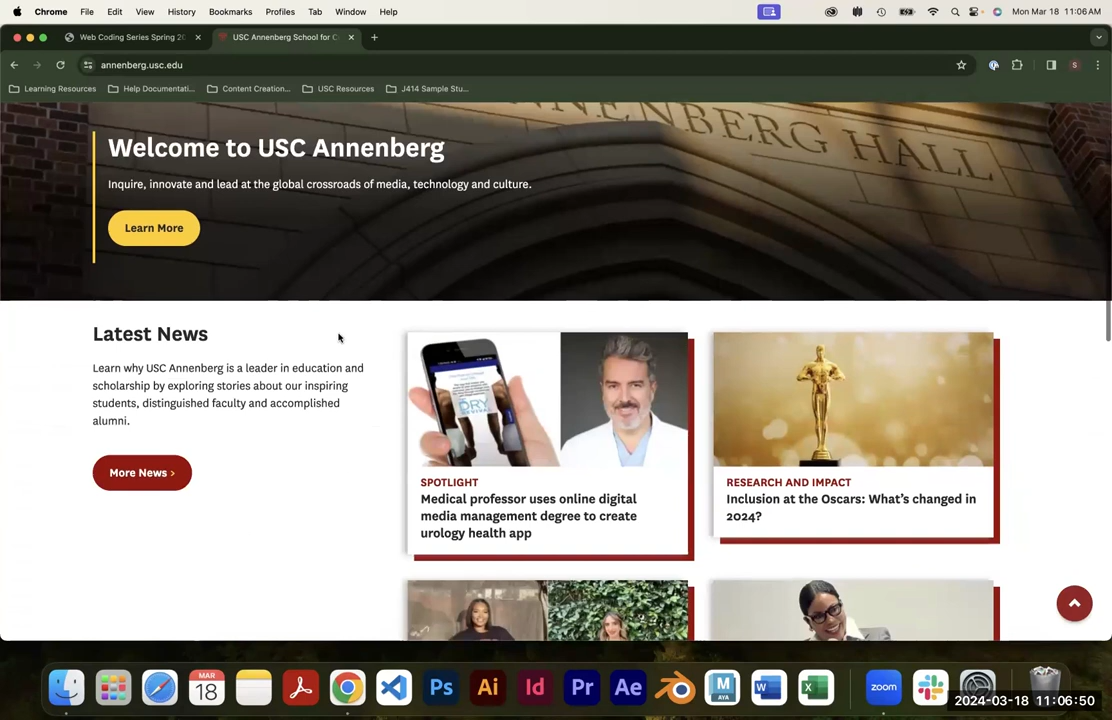 Chrome File Edit View History Bookmarks Profiles Tab Window Help Mon Mar 18 11:06 AM
Web Coding Series Spring 20
USC Annenberg School for C
annenberg.usc.edu
S
Learning Resources Help Documentati... Content Creation... USC Resources J414 Sample Stu...
ANNENBERG HALL
Welcome to USC Annenberg
Inquire, innovate and lead at the global crossroads of media, technology and culture.
Learn More
Latest News
Learn why USC Annenberg is a leader in education and
scholarship by exploring stories about our inspiring
students, distinguished faculty and accomplished
alumni.
More News >
DRY
REVIVAL
SPOTLIGHT
Medical professor uses online digital
media management degree to create
urology health app
RESEARCH AND IMPACT
Inclusion at the Oscars: What's changed in
2024?
MAR
18
Ps
Ai
Id
Pr
Ae
MAYA
W
X
zoom
2024-03-18 11:06:50